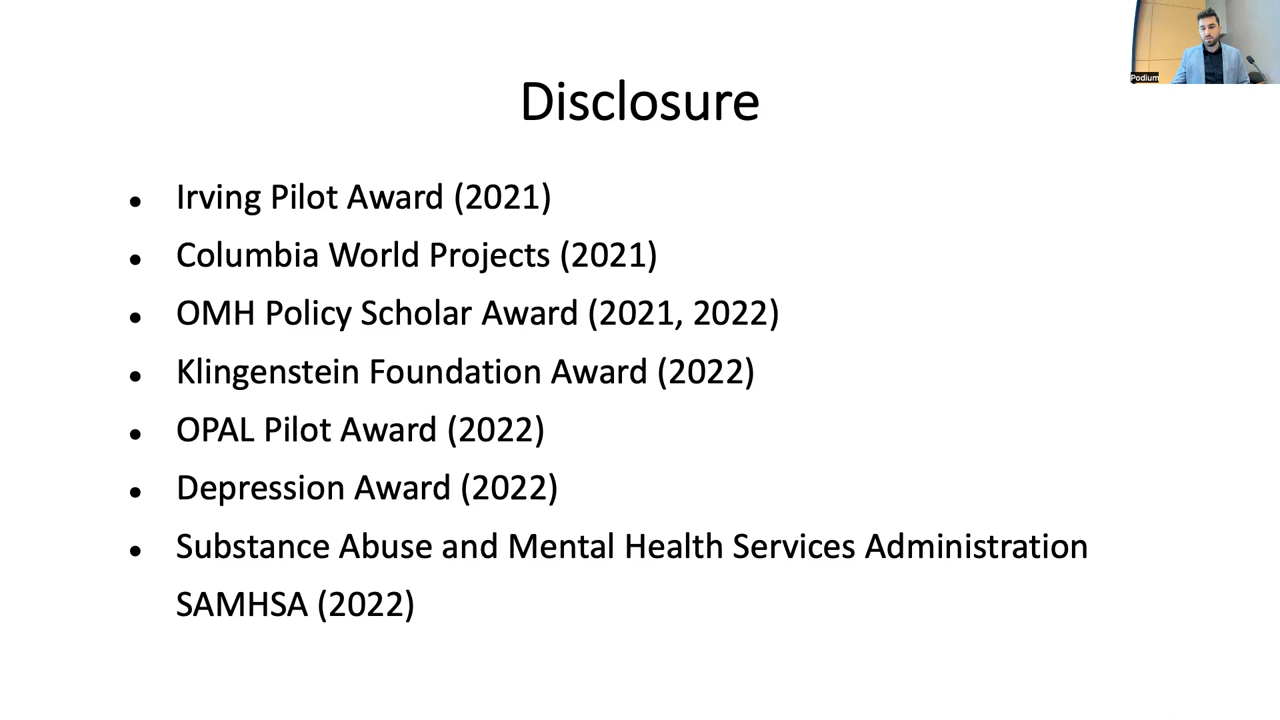 Podium
Disclosure
• Irving Pilot Award (2021)
• Columbia World Projects (2021)
• OMH Policy Scholar Award (2021, 2022)
• Klingenstein Foundation Award (2022)
• OPAL Pilot Award (2022)
• Depression Award (2022)
• Substance Abuse and Mental Health Services Administration
SAMHSA (2022)